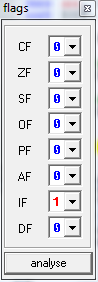 flags
CF 0
ZF 0
SF 0
OF 0
PF 0
AF 0
IF 1
DF 0
analyse